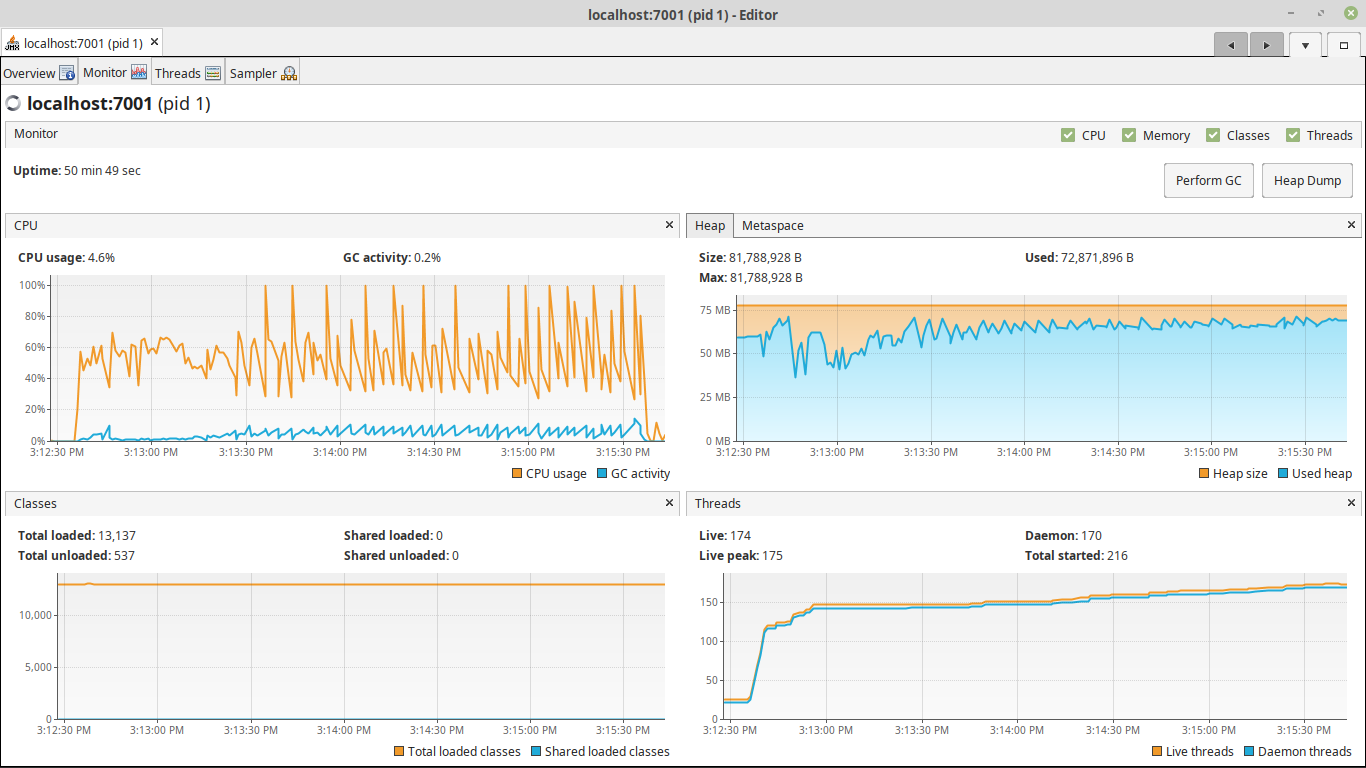 localhost:7001 (pid 1) - Editor
JMX localhost:7001 (pid 1)
Overview Monitor Threads Sampler
localhost:7001 (pid 1)
Monitor CPU Memory Classes Threads
Uptime: 50 min 49 sec
Perform GC Heap Dump
CPU
CPU usage: 4.6% GC activity: 0.2%
100%
80%
60%
40%
20%
0%
3:12:30 PM 3:13:00 PM 3:13:30 PM 3:14:00 PM 3:14:30 PM 3:15:00 PM 3:15:30 PM
CPU usage GC activity
Heap Metaspace
Size: 81,788,928 B Used: 72,871,896 B
Max: 81,788,928 B
75 MB
50 MB
25 MB
0 MB
3:12:30 PM 3:13:00 PM 3:13:30 PM 3:14:00 PM 3:14:30 PM 3:15:00 PM 3:15:30 PM
Heap size Used heap
Classes
Total loaded: 13,137 Shared loaded: 0
Total unloaded: 537 Shared unloaded: 0
10,000
5,000
0
3:12:30 PM 3:13:00 PM 3:13:30 PM 3:14:00 PM 3:14:30 PM 3:15:00 PM 3:15:30 PM
Total loaded classes Shared loaded classes
Threads
Live: 174 Daemon: 170
Live peak: 175 Total started: 216
150
100
50
0
3:12:30 PM 3:13:00 PM 3:13:30 PM 3:14:00 PM 3:14:30 PM 3:15:00 PM 3:15:30 PM
Live threads Daemon threads